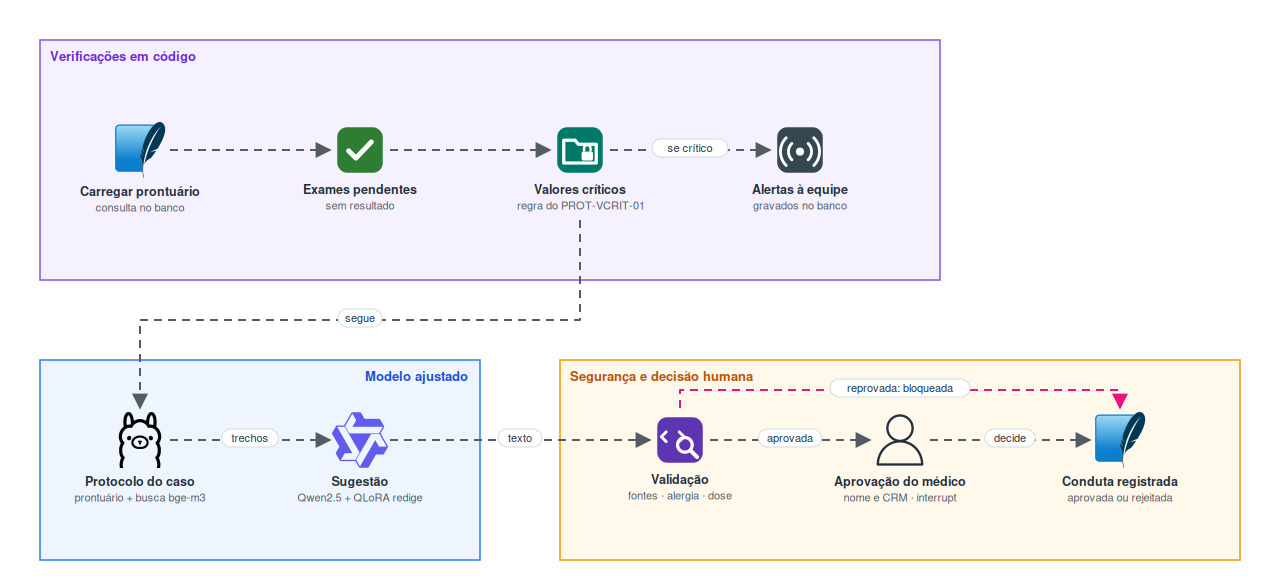 Verificações em código
se crítico
Carregar prontuário
consulta no banco
Exames pendentes
sem resultado
Valores críticos
regra do PROT-VCRIT-01
Alertas à equipe
gravados no banco
segue
Modelo ajustado
trechos
Protocolo do caso
prontuário + busca bge-m3
Sugestão
Qwen2.5 + QLoRA redige
texto
Segurança e decisão humana
reprovada: bloqueada
aprovada
decide
Validação
fontes · alergia · dose
Aprovação do médico
nome e CRM · interrupt
Conduta registrada
aprovada ou rejeitada